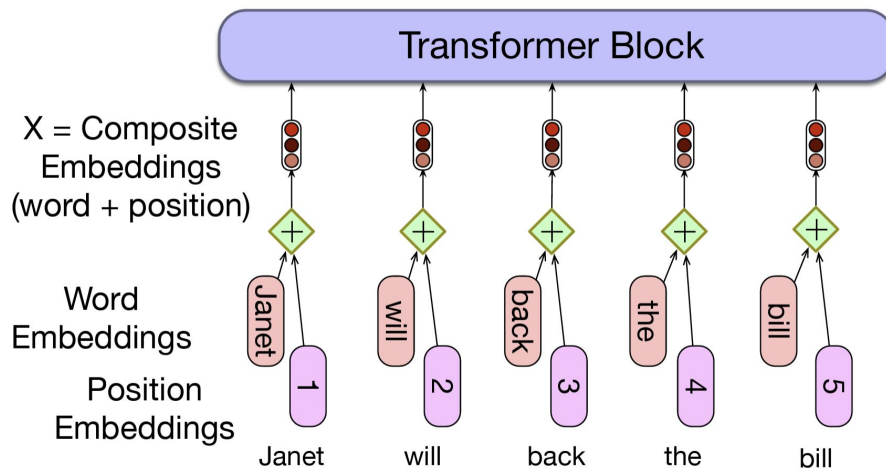 Transformer Block
X = Composite
Embeddings
(word + position)
+ + + + +
Word
Embeddings
Janet will back the bill
Position
Embeddings
1 2 3 4 5
Janet will back the bill